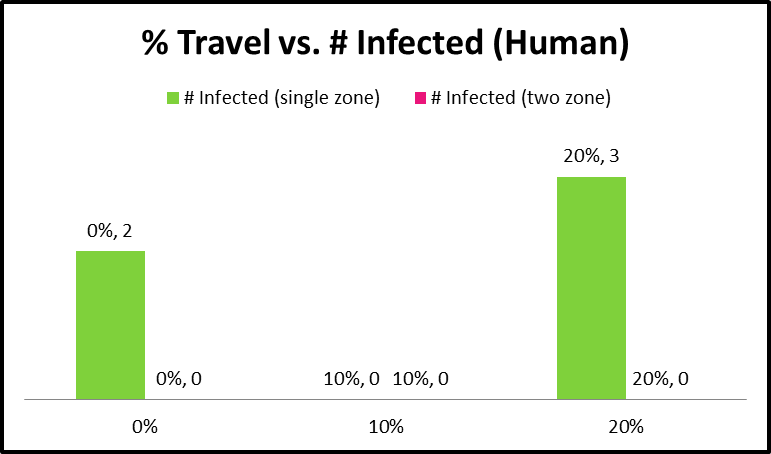 % Travel vs. # Infected (Human)
# Infected (single zone) # Infected (two zone)
20%, 3
0%, 2
0%, 0 10%, 0 10%, 0 20%, 0
0% 10% 20%